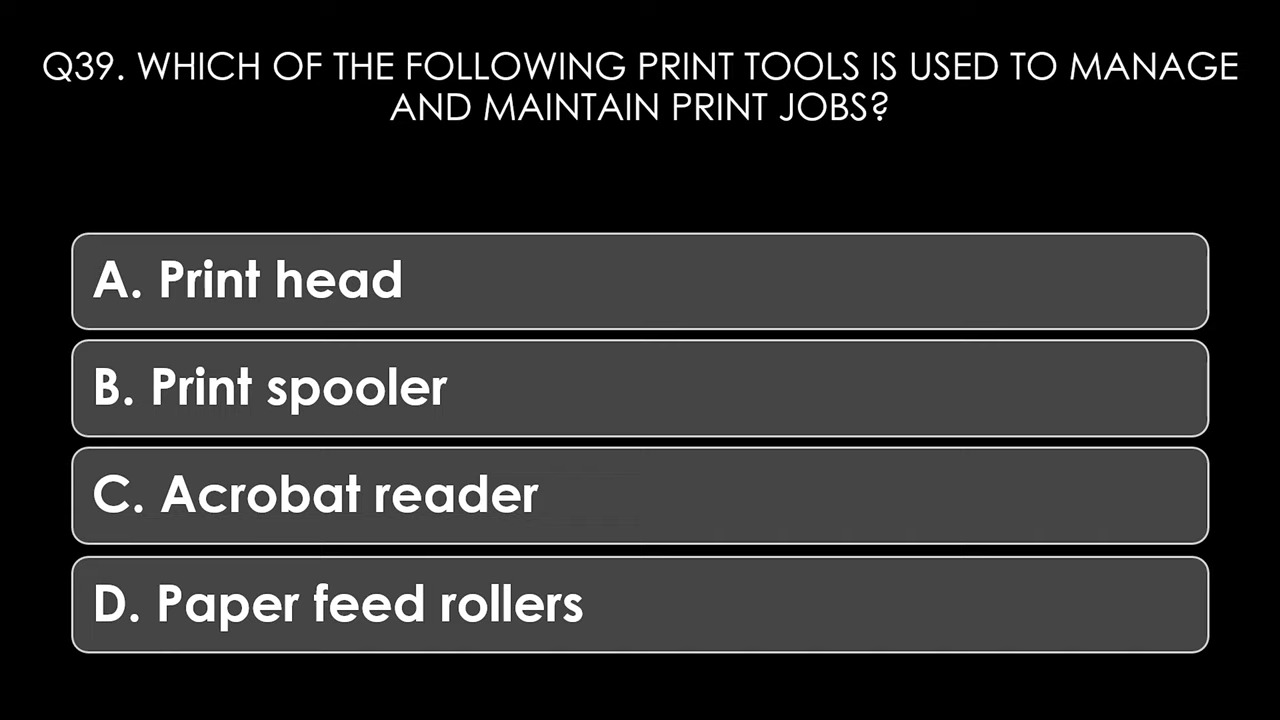 Q39. WHICH OF THE FOLLOWING PRINT TOOLS IS USED TO MANAGE
AND MAINTAIN PRINT JOBS?
A. Print head
B. Print spooler
C. Acrobat reader
D. Paper feed rollers